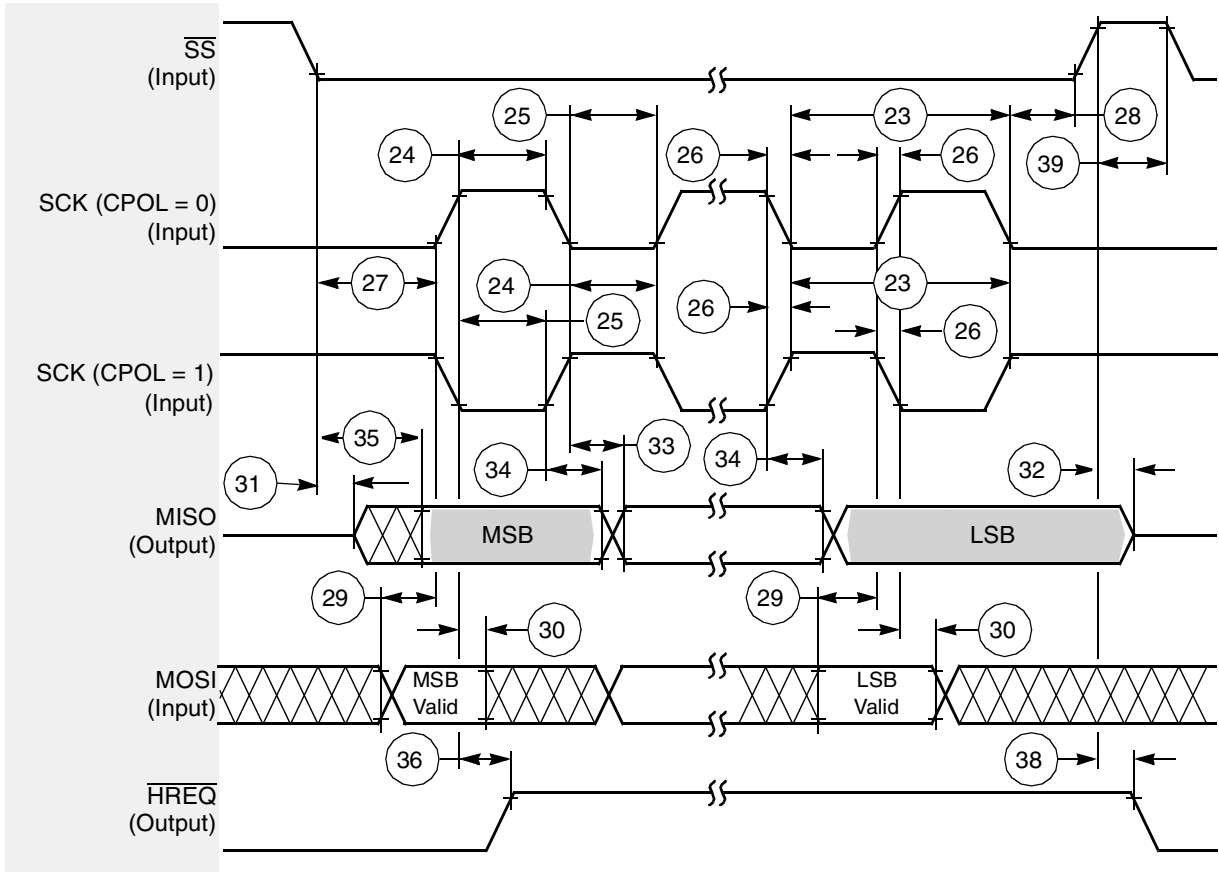 SS
(Input)
25
23
28
24
26
26
39
SCK (CPOL = 0)
(Input)
27
24
26
23
25
26
SCK (CPOL = 1)
(Input)
35
33
34
34
31
32
MISO
(Output)
MSB
LSB
29
29
30
30
MOSI
(Input)
MSB
Valid
LSB
Valid
36
38
HREQ
(Output)